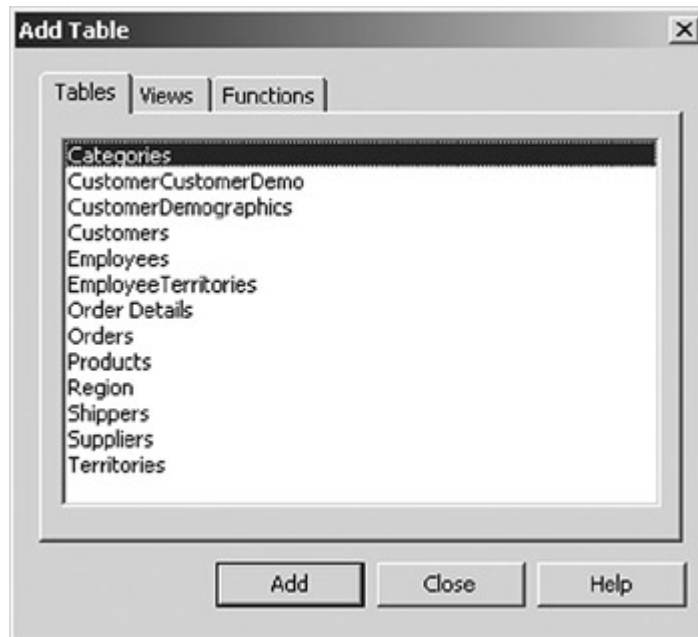 Add Table
Tables Views Functions
Categories
CustomerCustomerDemo
CustomerDemographics
Customers
Employees
EmployeeTerritories
Order Details
Orders
Products
Region
Shippers
Suppliers
Territories
Add Close Help